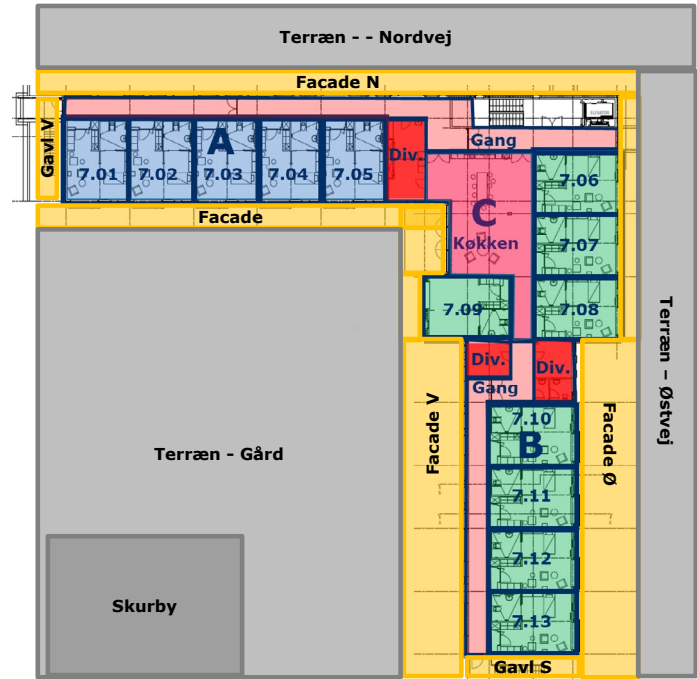 Terræn - - Nordvej
Facade N
Gavl V
A
Div.
Gang
7.01
7.02
7.03
7.04
7.05
7.06
C
Facade
Køkken
7.07
7.09
7.08
Terræn – Østvej
Div.
Div.
Gang
Facade V
Facade Ø
7.10
B
Terræn - Gård
7.11
7.12
Skurby
7.13
Gavl S